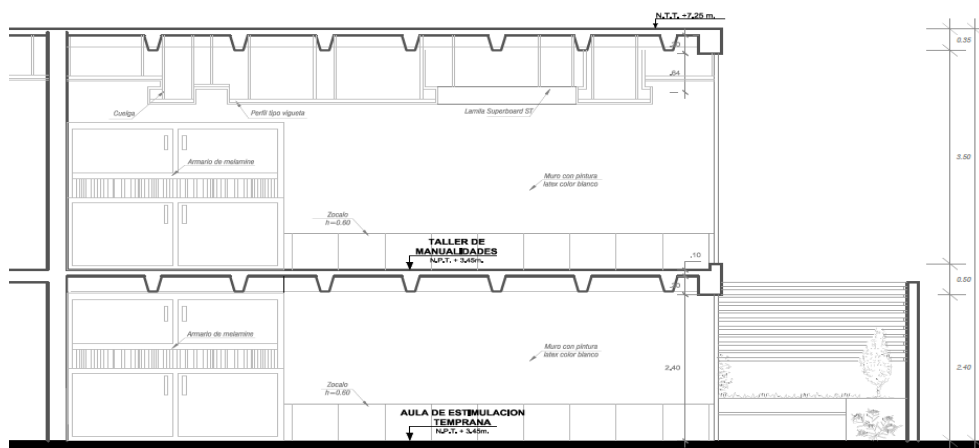 N.T.T. +7.25 m.
0.35
.30
.64
Cuelga
Perfil tipo vigueta
Lamila Superboard ST
Armario de melamine
3.50
Muro con pintura
latex color blanco
Zocalo
h=0.60
TALLER DE
MANUALIDADES
N.P.T. + 3.45m.
.10
.30
0.50
Armario de melamine
Muro con pintura
latex color blanco
2.40
2.40
Zocalo
h=0.60
AULA DE ESTIMULACION
TEMPRANA
N.P.T. + 3.45m.